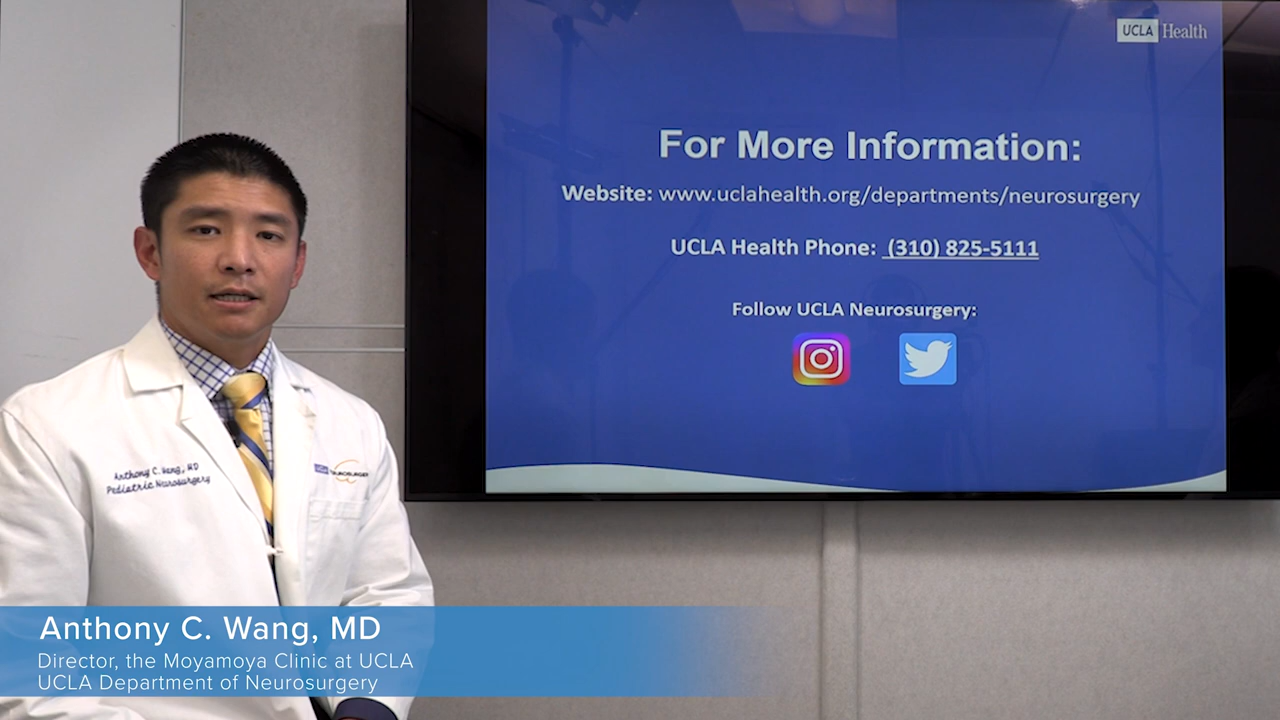 UCLA Health
For More Information:
Website: www.uclahealth.org/departments/neurosurgery
UCLA Health Phone: (310) 825-5111
Follow UCLA Neurosurgery:
Anthony C. Wang, MD
Pediatric Neurosurgery
UCLA NEUROSURGERY
Anthony C. Wang, MD
Director, the Moyamoya Clinic at UCLA
UCLA Department of Neurosurgery